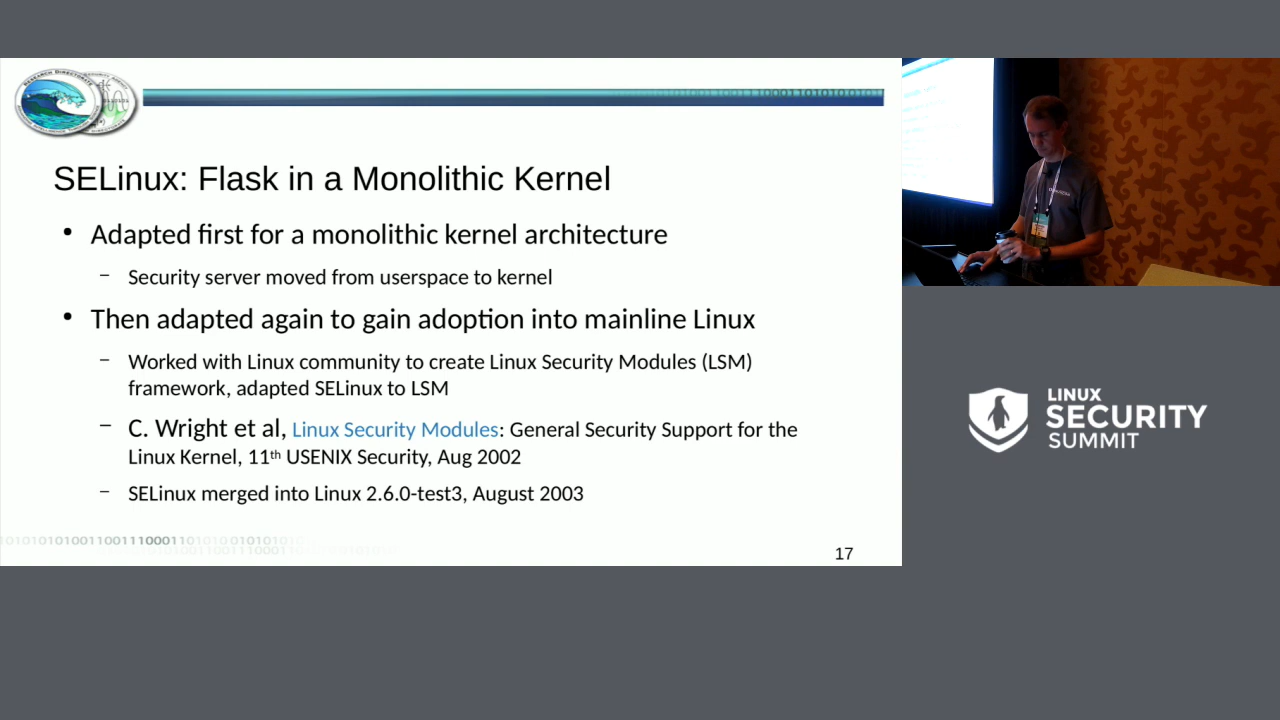 SELinux: Flask in a Monolithic Kernel
• Adapted first for a monolithic kernel architecture
– Security server moved from userspace to kernel
• Then adapted again to gain adoption into mainline Linux
– Worked with Linux community to create Linux Security Modules (LSM)
framework, adapted SELinux to LSM
– C. Wright et al, Linux Security Modules: General Security Support for the
Linux Kernel, 11th USENIX Security, Aug 2002
– SELinux merged into Linux 2.6.0-test3, August 2003
17
LINUX
SECURITY
SUMMIT